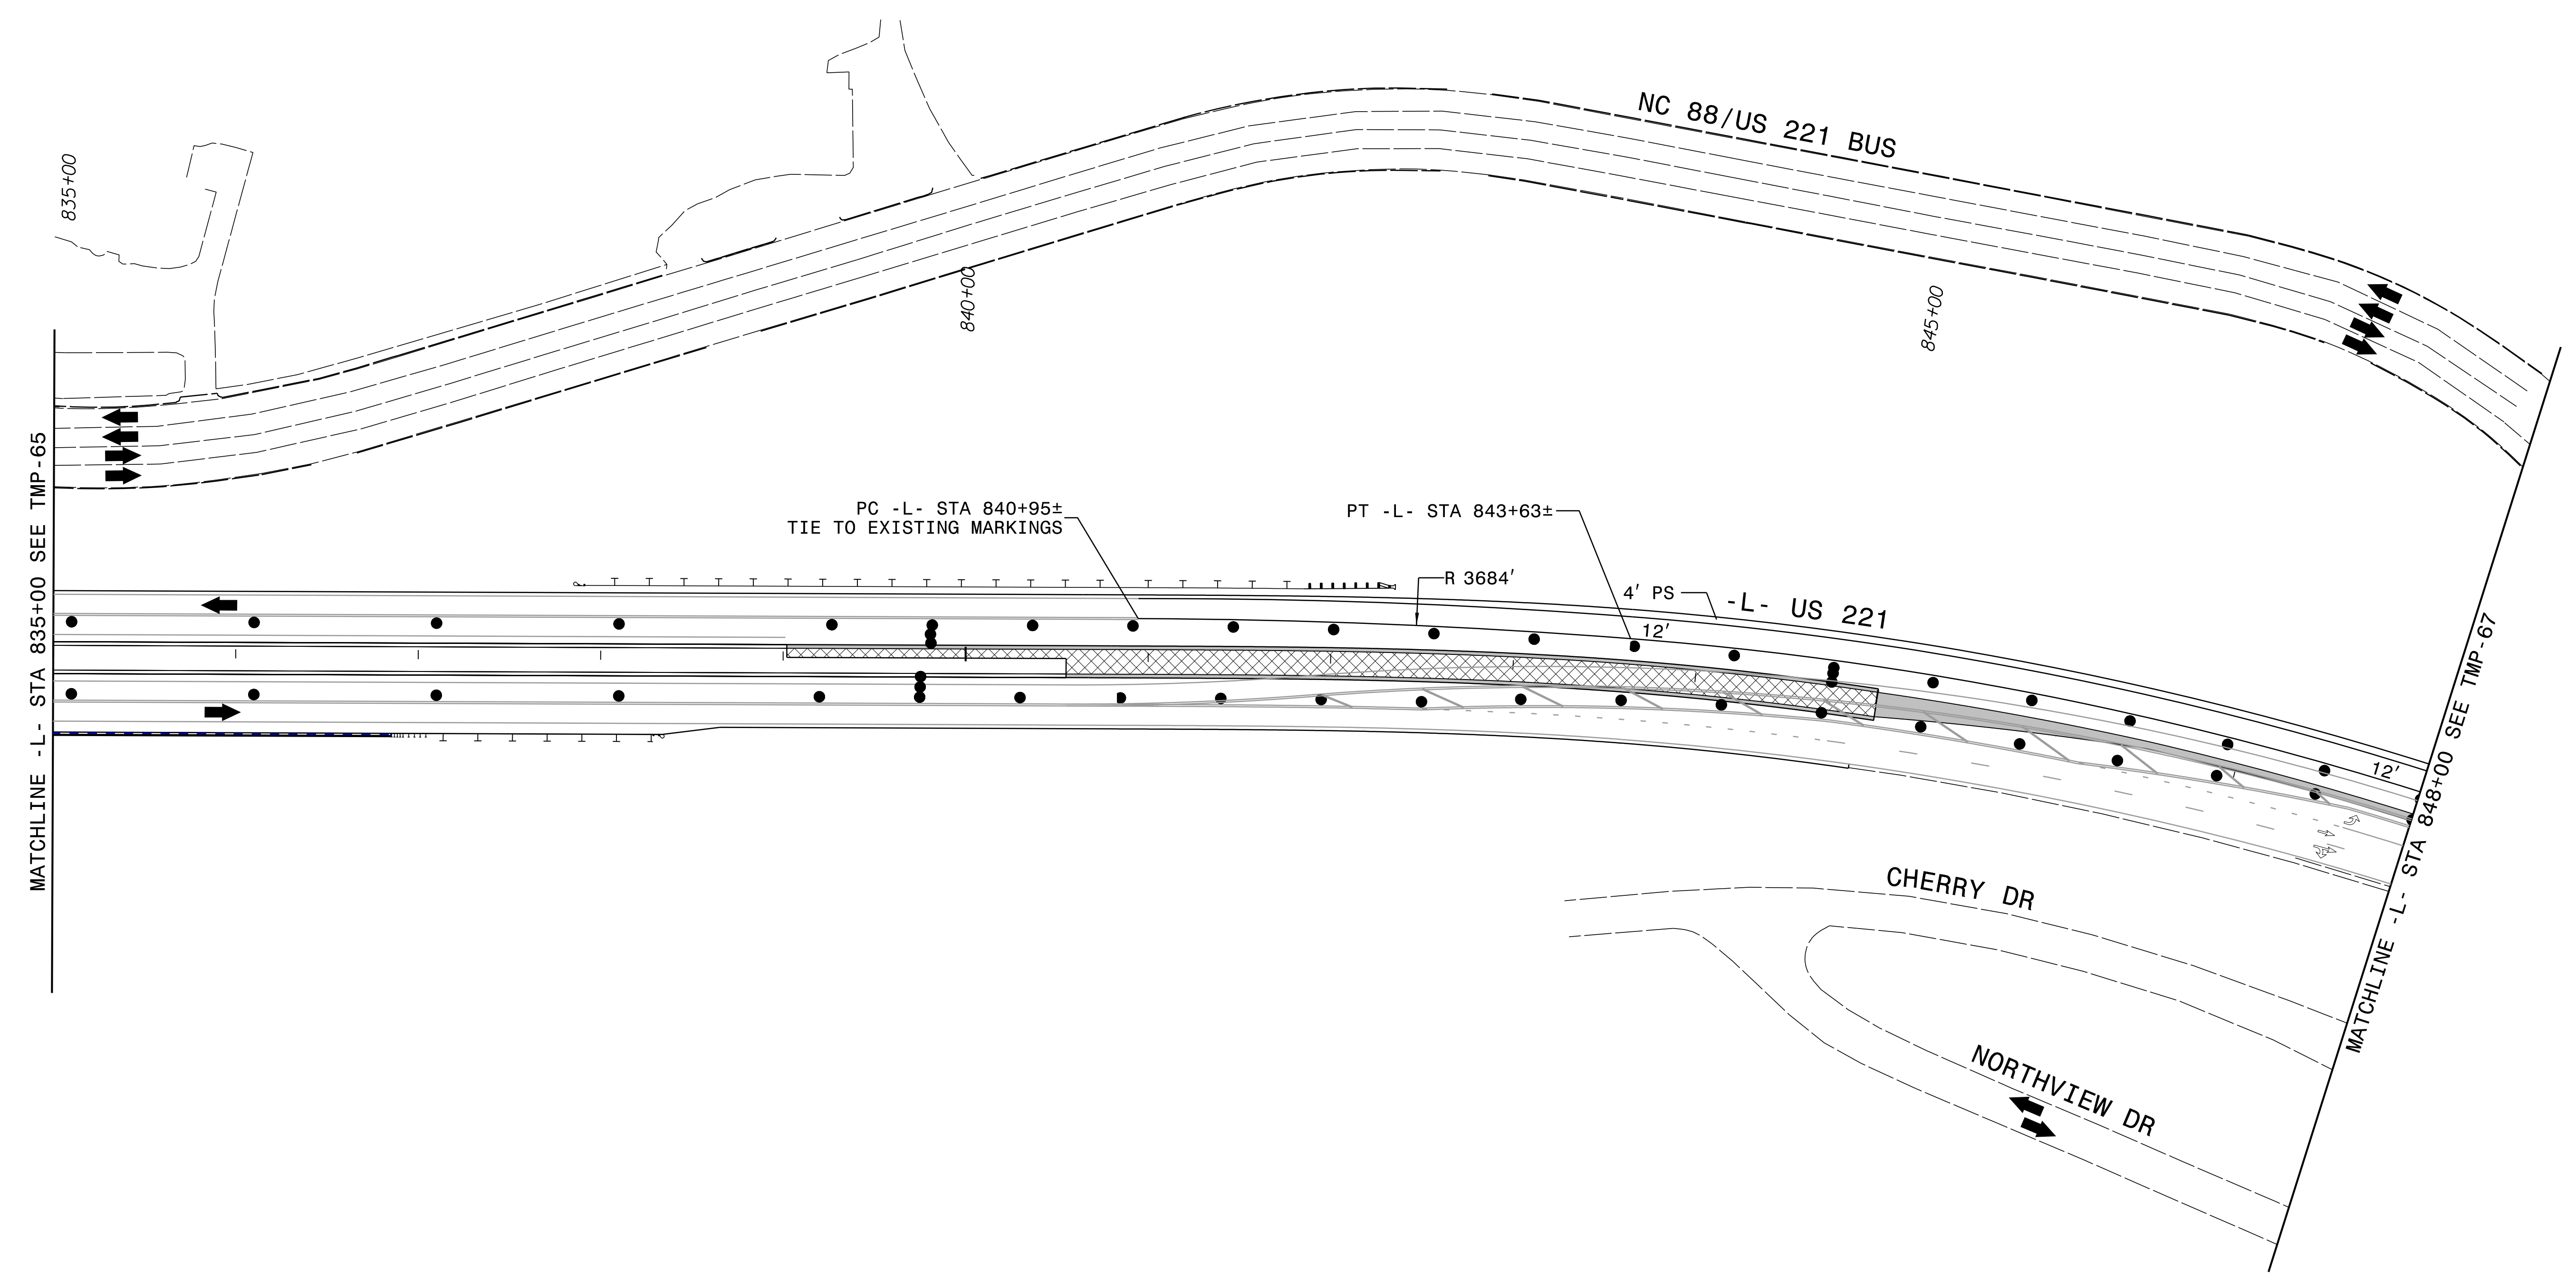 NC 88/US 221 BUS
835+00
840+00
845+00
MATCHLINE -L- STA 835+00 SEE TMP-65
PC -L- STA 840+95±
TIE TO EXISTING MARKINGS
PT -L- STA 843+63±
R 3684'
4' PS
-L- US 221
12'
12'
MATCHLINE -L- STA 848+00 SEE TMP-67
CHERRY DR
NORTHVIEW DR